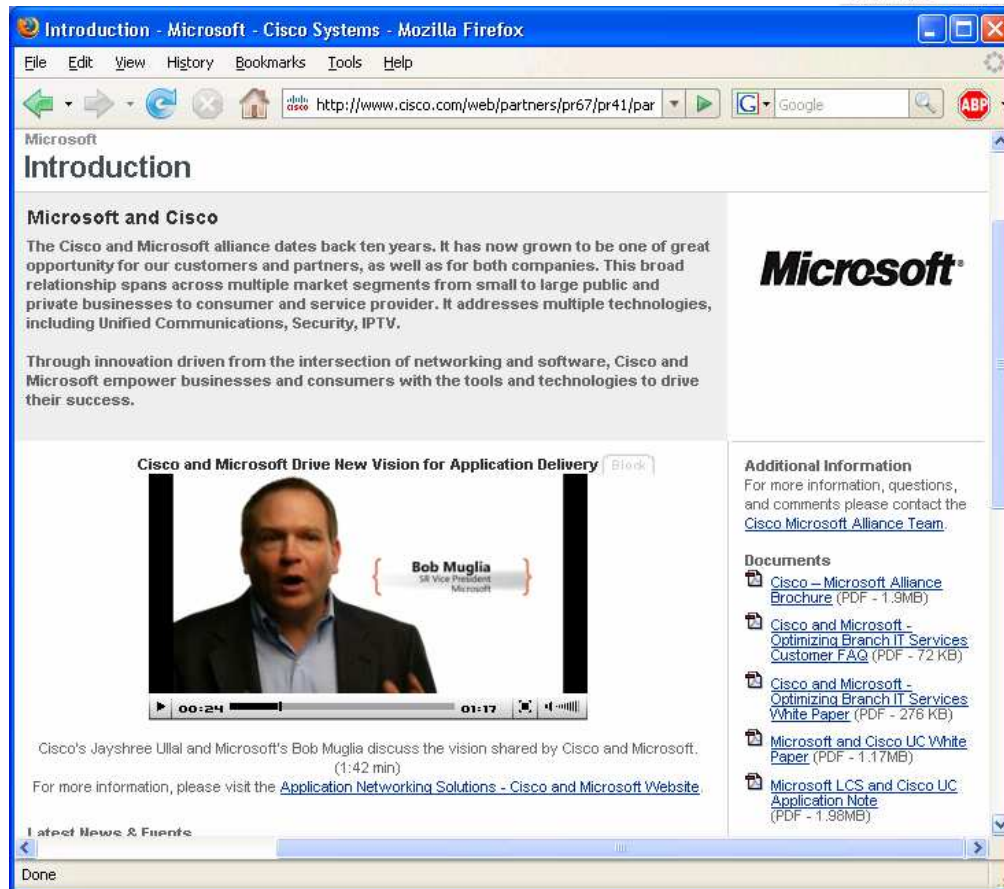 Introduction - Microsoft - Cisco Systems - Mozilla Firefox
File Edit View History Bookmarks Tools Help
cisco http://www.cisco.com/web/partners/pr67/pr41/par G Google ABP
Microsoft
Introduction
Microsoft and Cisco
The Cisco and Microsoft alliance dates back ten years. It has now grown to be one of great
opportunity for our customers and partners, as well as for both companies. This broad
relationship spans across multiple market segments from small to large public and
private businesses to consumer and service provider. It addresses multiple technologies,
including Unified Communications, Security, IPTV.
Through innovation driven from the intersection of networking and software, Cisco and
Microsoft empower businesses and consumers with the tools and technologies to drive
their success.
Microsoft®
Cisco and Microsoft Drive New Vision for Application Delivery Block
Bob Muglia
SR Vice President
Microsoft
00:24 01:17
Cisco's Jayshree Ullal and Microsoft's Bob Muglia discuss the vision shared by Cisco and Microsoft.
(1:42 min)
For more information, please visit the Application Networking Solutions - Cisco and Microsoft Website.
Latest News & Events
Additional Information
For more information, questions,
and comments please contact the
Cisco Microsoft Alliance Team.
Documents
Cisco – Microsoft Alliance
Brochure (PDF - 1.9MB)
Cisco and Microsoft -
Optimizing Branch IT Services
Customer FAQ (PDF - 72 KB)
Cisco and Microsoft -
Optimizing Branch IT Services
White Paper (PDF - 276 KB)
Microsoft and Cisco UC White
Paper (PDF - 1.17MB)
Microsoft LCS and Cisco UC
Application Note
(PDF - 1.98MB)
Done